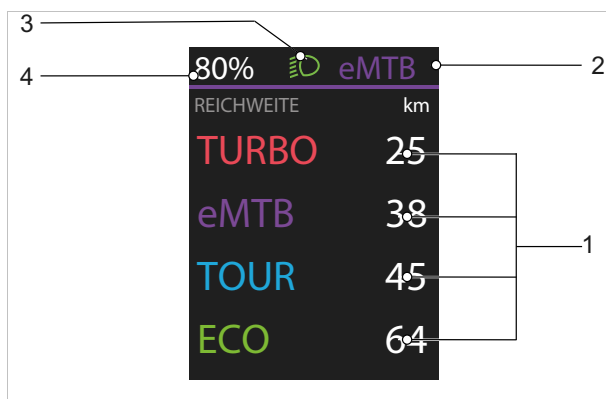 3
80% eMTB 2
4
REICHWEITE km
TURBO 25
eMTB 38
1
TOUR 45
ECO 64